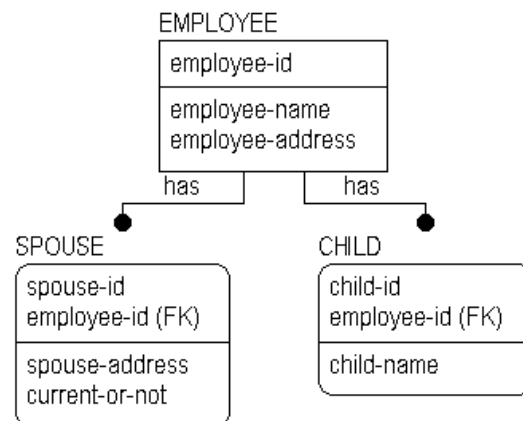 EMPLOYEE
employee-id
employee-name
employee-address
has
has
SPOUSE
spouse-id
employee-id (FK)
spouse-address
current-or-not
CHILD
child-id
employee-id (FK)
child-name